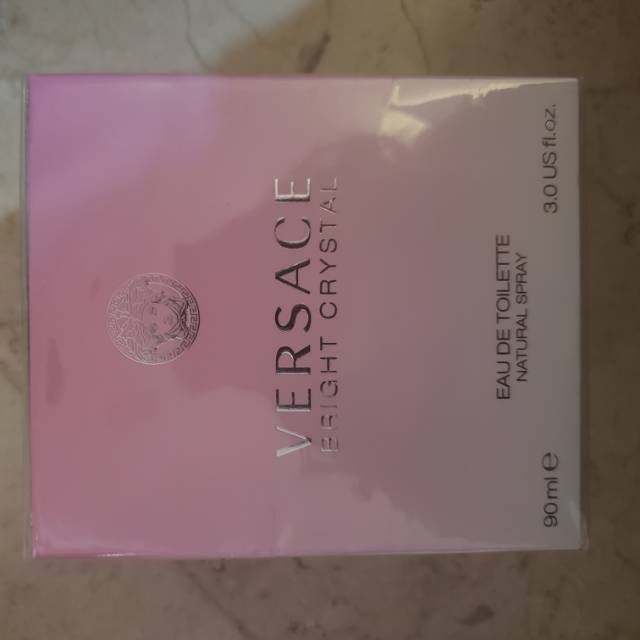 VERSACE
BRIGHT CRYSTAL
EAU DE TOILETTE
NATURAL SPRAY
90 ml ℮ 3.0 US fl.oz.